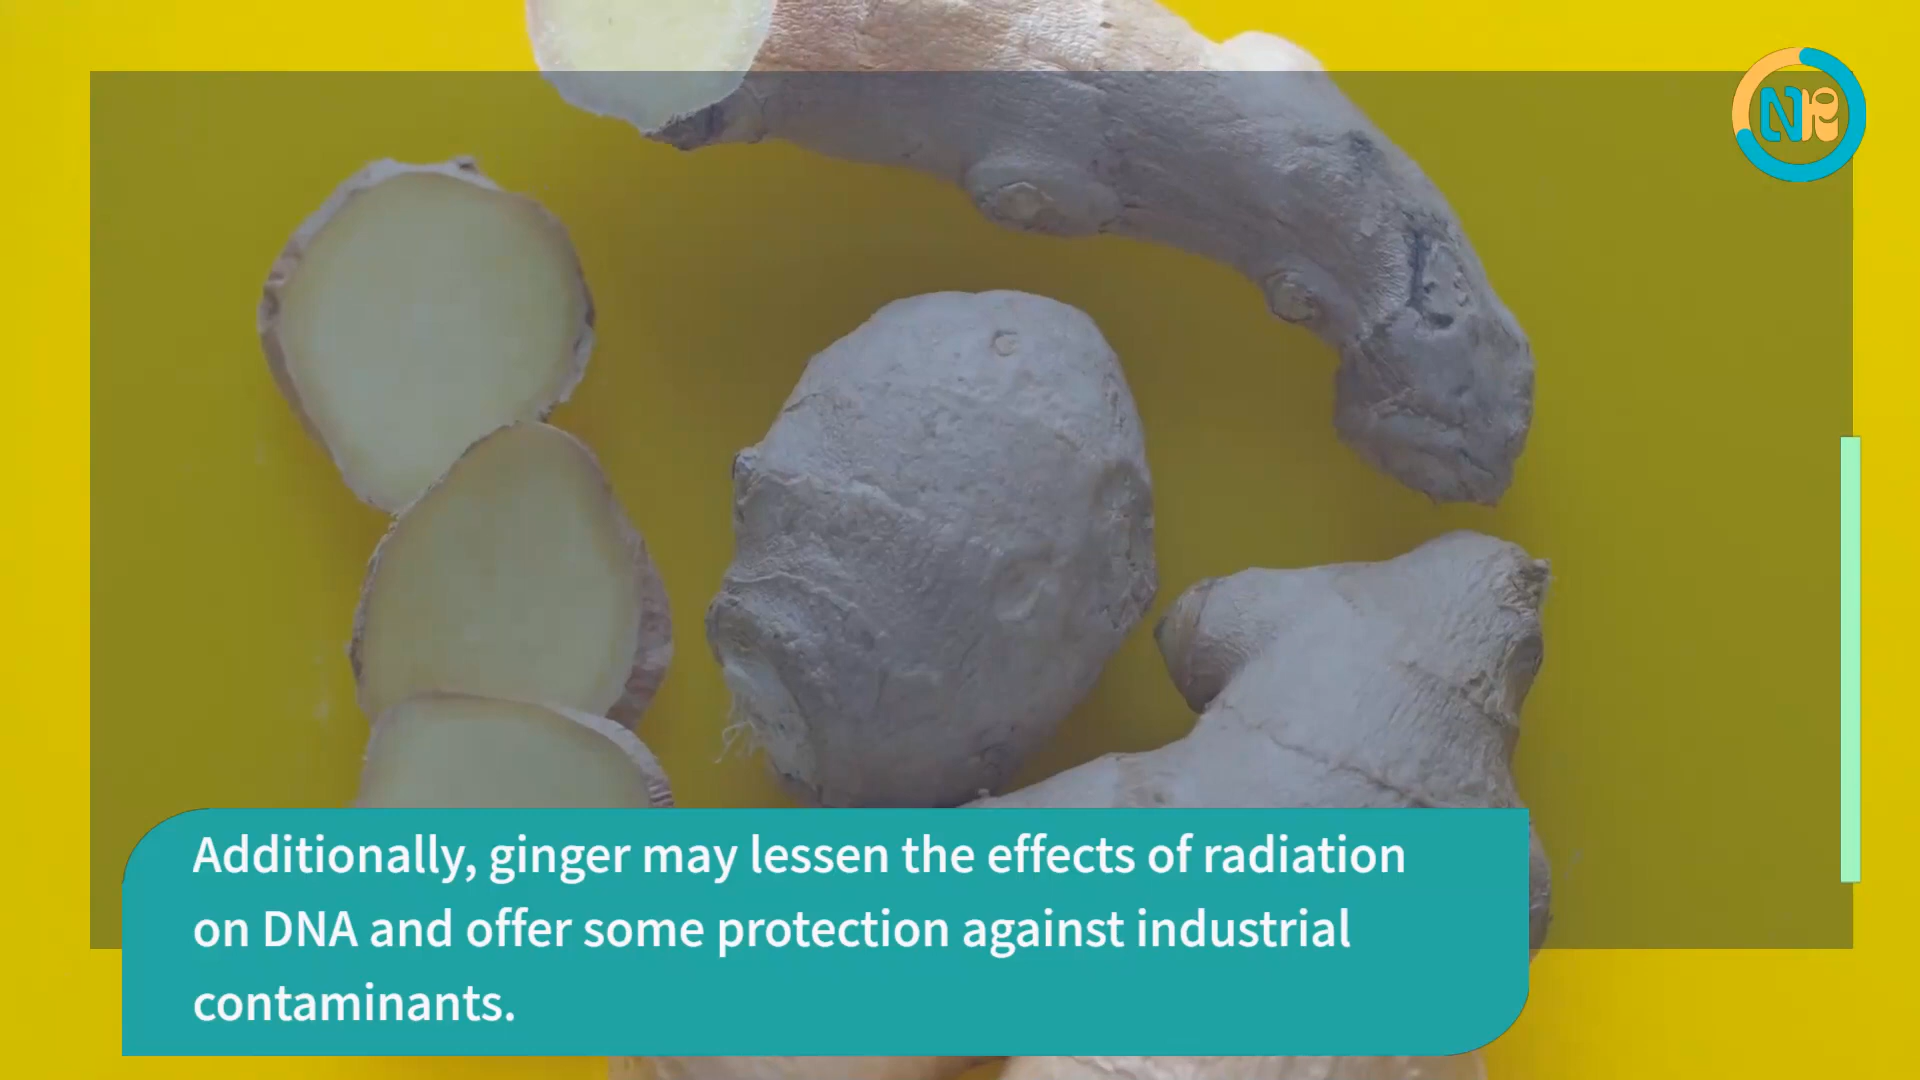 Additionally, ginger may lessen the effects of radiation
on DNA and offer some protection against industrial
contaminants.